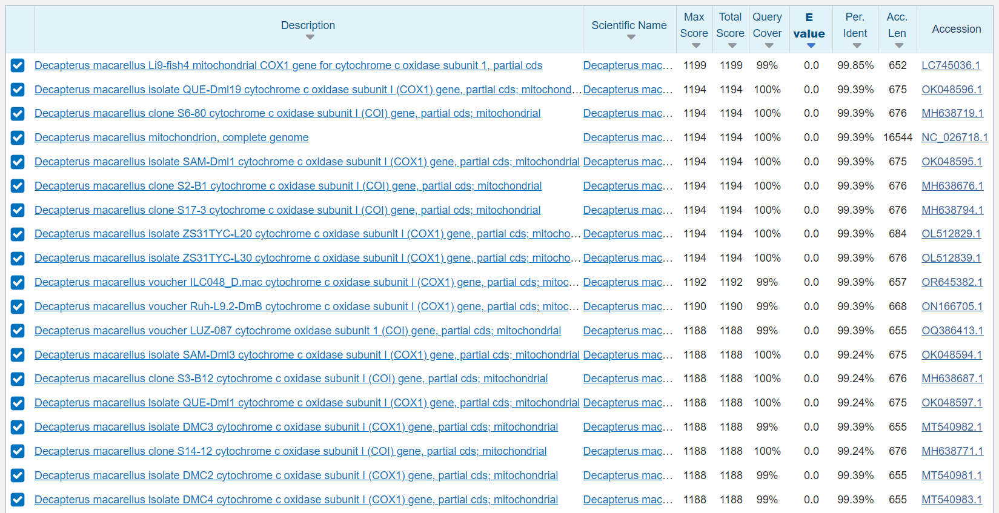 Description Scientific Name Max Score Total Score Query Cover E value Per. Ident Acc. Len Accession
Decapterus macarellus Li9-fish4 mitochondrial COX1 gene for cytochrome c oxidase subunit 1, partial cds Decapterus mac... 1199 1199 99% 0.0 99.85% 652 LC745036.1
Decapterus macarellus isolate QUE-Dml19 cytochrome c oxidase subunit I (COX1) gene, partial cds; mitochond... Decapterus mac... 1194 1194 100% 0.0 99.39% 675 OK048596.1
Decapterus macarellus clone S6-80 cytochrome c oxidase subunit I (COI) gene, partial cds; mitochondrial Decapterus mac... 1194 1194 100% 0.0 99.39% 676 MH638719.1
Decapterus macarellus mitochondrion, complete genome Decapterus mac... 1194 1194 100% 0.0 99.39% 16544 NC_026718.1
Decapterus macarellus isolate SAM-Dml1 cytochrome c oxidase subunit I (COX1) gene, partial cds; mitochondrial Decapterus mac... 1194 1194 100% 0.0 99.39% 675 OK048595.1
Decapterus macarellus clone S2-B1 cytochrome c oxidase subunit I (COI) gene, partial cds; mitochondrial Decapterus mac... 1194 1194 100% 0.0 99.39% 676 MH638676.1
Decapterus macarellus clone S17-3 cytochrome c oxidase subunit I (COI) gene, partial cds; mitochondrial Decapterus mac... 1194 1194 100% 0.0 99.39% 676 MH638794.1
Decapterus macarellus isolate ZS31TYC-L20 cytochrome c oxidase subunit I (COX1) gene, partial cds; mitocho... Decapterus mac... 1194 1194 100% 0.0 99.39% 684 OL512829.1
Decapterus macarellus isolate ZS31TYC-L30 cytochrome c oxidase subunit I (COX1) gene, partial cds; mitocho... Decapterus mac... 1194 1194 100% 0.0 99.39% 676 OL512839.1
Decapterus macarellus voucher ILC048_D.mac cytochrome c oxidase subunit I (COX1) gene, partial cds; mitoc... Decapterus mac... 1192 1192 99% 0.0 99.39% 657 OR645382.1
Decapterus macarellus voucher Ruh-L9.2-DmB cytochrome c oxidase subunit I (COX1) gene, partial cds; mitoc... Decapterus mac... 1190 1190 99% 0.0 99.39% 668 ON166705.1
Decapterus macarellus voucher LUZ-087 cytochrome oxidase subunit 1 (COI) gene, partial cds; mitochondrial Decapterus mac... 1188 1188 99% 0.0 99.39% 655 OQ386413.1
Decapterus macarellus isolate SAM-Dml3 cytochrome c oxidase subunit I (COX1) gene, partial cds; mitochondrial Decapterus mac... 1188 1188 100% 0.0 99.24% 675 OK048594.1
Decapterus macarellus clone S3-B12 cytochrome c oxidase subunit I (COI) gene, partial cds; mitochondrial Decapterus mac... 1188 1188 100% 0.0 99.24% 676 MH638687.1
Decapterus macarellus isolate QUE-Dml1 cytochrome c oxidase subunit I (COX1) gene, partial cds; mitochondrial Decapterus mac... 1188 1188 100% 0.0 99.24% 675 OK048597.1
Decapterus macarellus isolate DMC3 cytochrome c oxidase subunit I (COX1) gene, partial cds; mitochondrial Decapterus mac... 1188 1188 99% 0.0 99.39% 655 MT540982.1
Decapterus macarellus clone S14-12 cytochrome c oxidase subunit I (COI) gene, partial cds; mitochondrial Decapterus mac... 1188 1188 100% 0.0 99.24% 676 MH638771.1
Decapterus macarellus isolate DMC2 cytochrome c oxidase subunit I (COX1) gene, partial cds; mitochondrial Decapterus mac... 1188 1188 99% 0.0 99.39% 655 MT540981.1
Decapterus macarellus isolate DMC4 cytochrome c oxidase subunit I (COX1) gene, partial cds; mitochondrial Decapterus mac... 1188 1188 99% 0.0 99.39% 655 MT540983.1